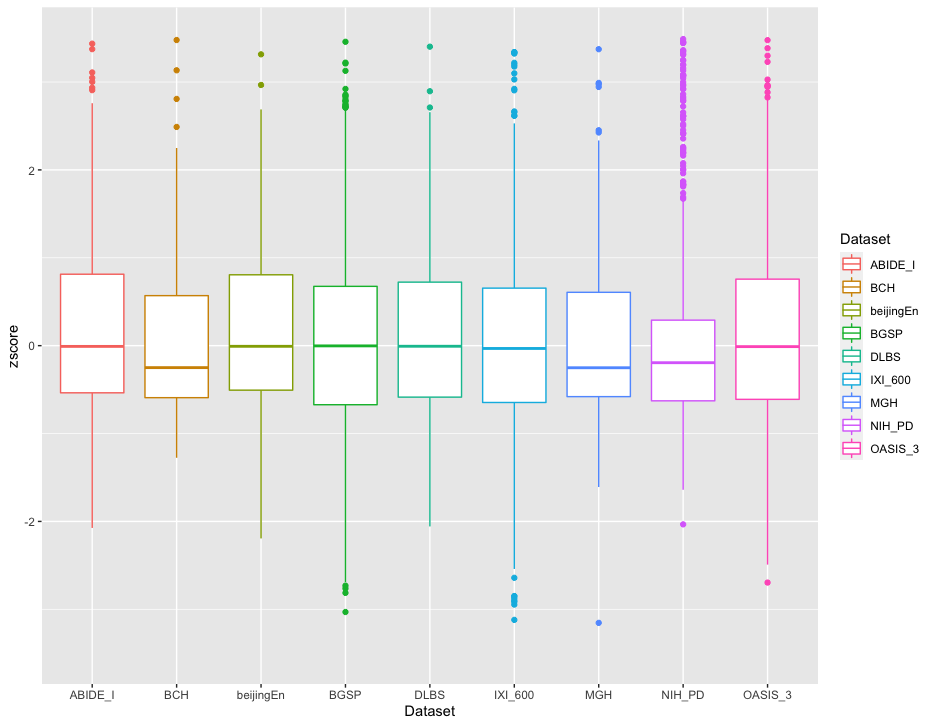 zscore
2
0
-2
ABIDE_I
BCH
beijingEn
BGSP
DLBS
IXI_600
MGH
NIH_PD
OASIS_3
Dataset
Dataset
ABIDE_I
BCH
beijingEn
BGSP
DLBS
IXI_600
MGH
NIH_PD
OASIS_3